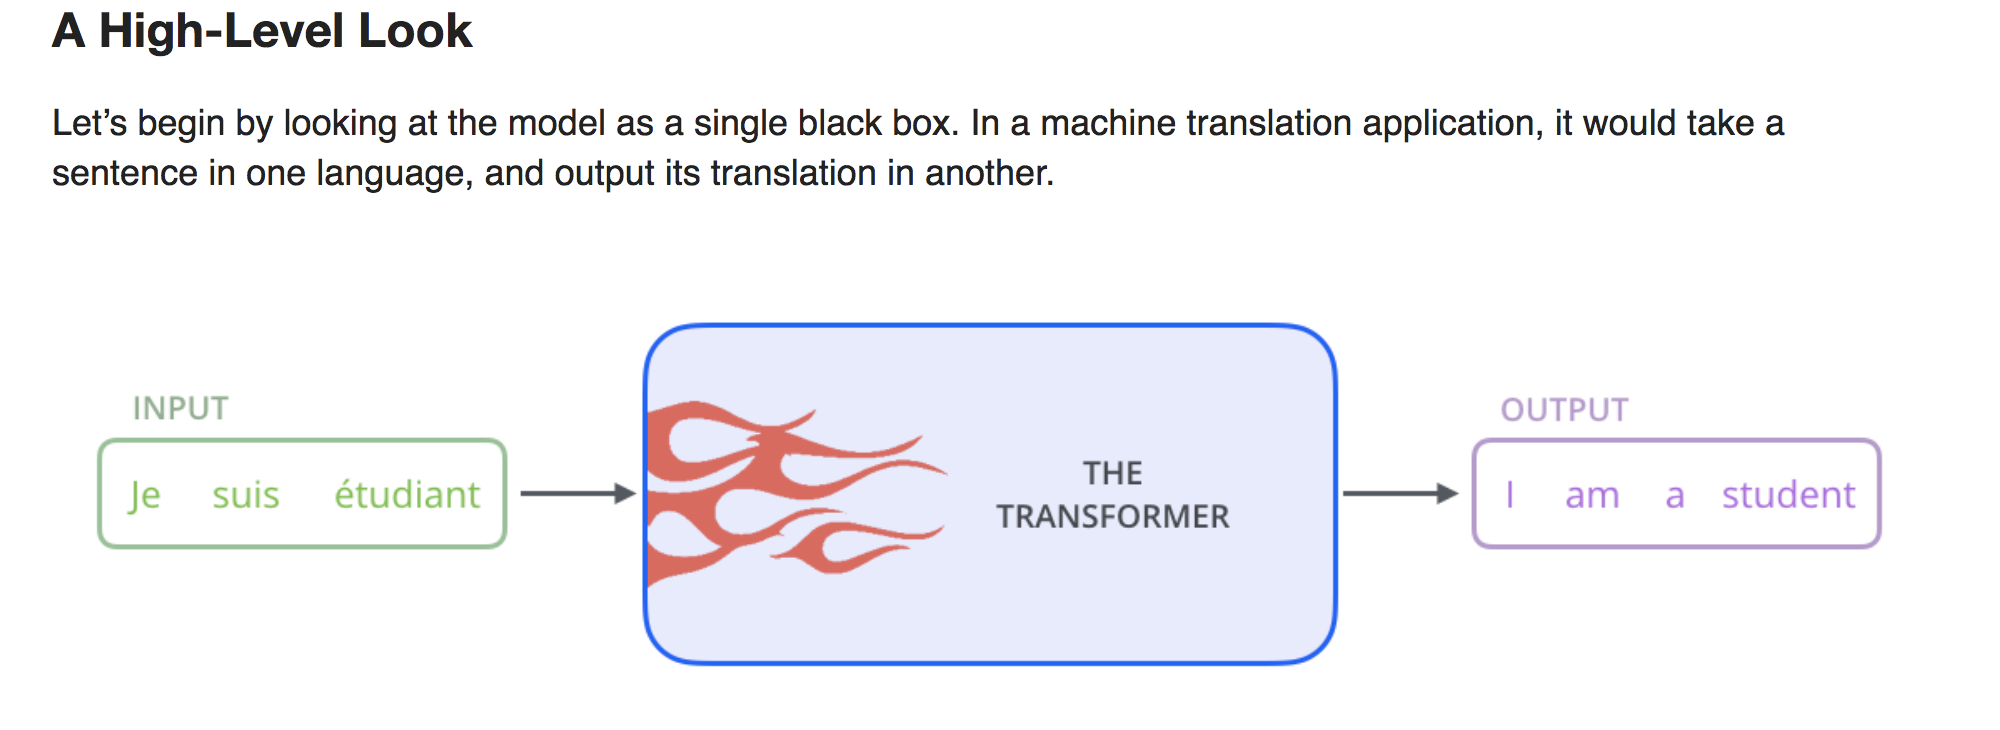 A High-Level Look
Let’s begin by looking at the model as a single black box. In a machine translation application, it would take a
sentence in one language, and output its translation in another.
INPUT
Je suis étudiant
THE
TRANSFORMER
OUTPUT
I am a student